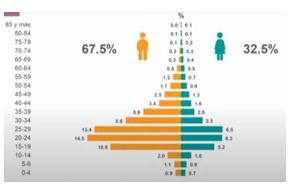 %
67.5%
32.5%
85 y más 0.0 0.1
80-84 0.1 0.1
75-79 0.1 0.2
70-74 0.3 0.3
65-69 0.3 0.4
60-64 0.6 0.5
55-59 1.2 0.7
50-54 1.7 0.9
45-49 2.5 1.3
40-44 3.4 1.6
35-39 5.9 2.5
30-34 8.6 3.3
25-29 13.4 6.5
20-24 14.5 6.3
15-19 10.9 5.2
10-14 2.0 1.6
5-9 1.1 0.9
0-4 0.9 0.7